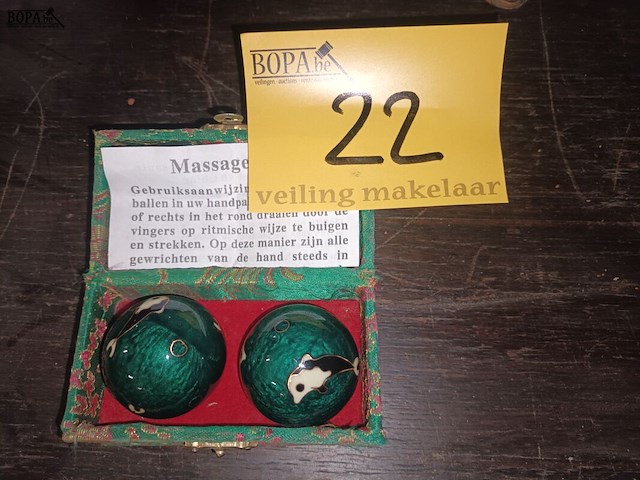 BOPA.be
BOPA.be
22
veiling makelaar
Massage
Gebruiksaanwijzin
ballen in uw handpa
of rechts in het rond draaien door de
vingers op ritmische wijze te buigen
en strekken. Op deze manier zijn alle
gewrichten van de hand steeds in